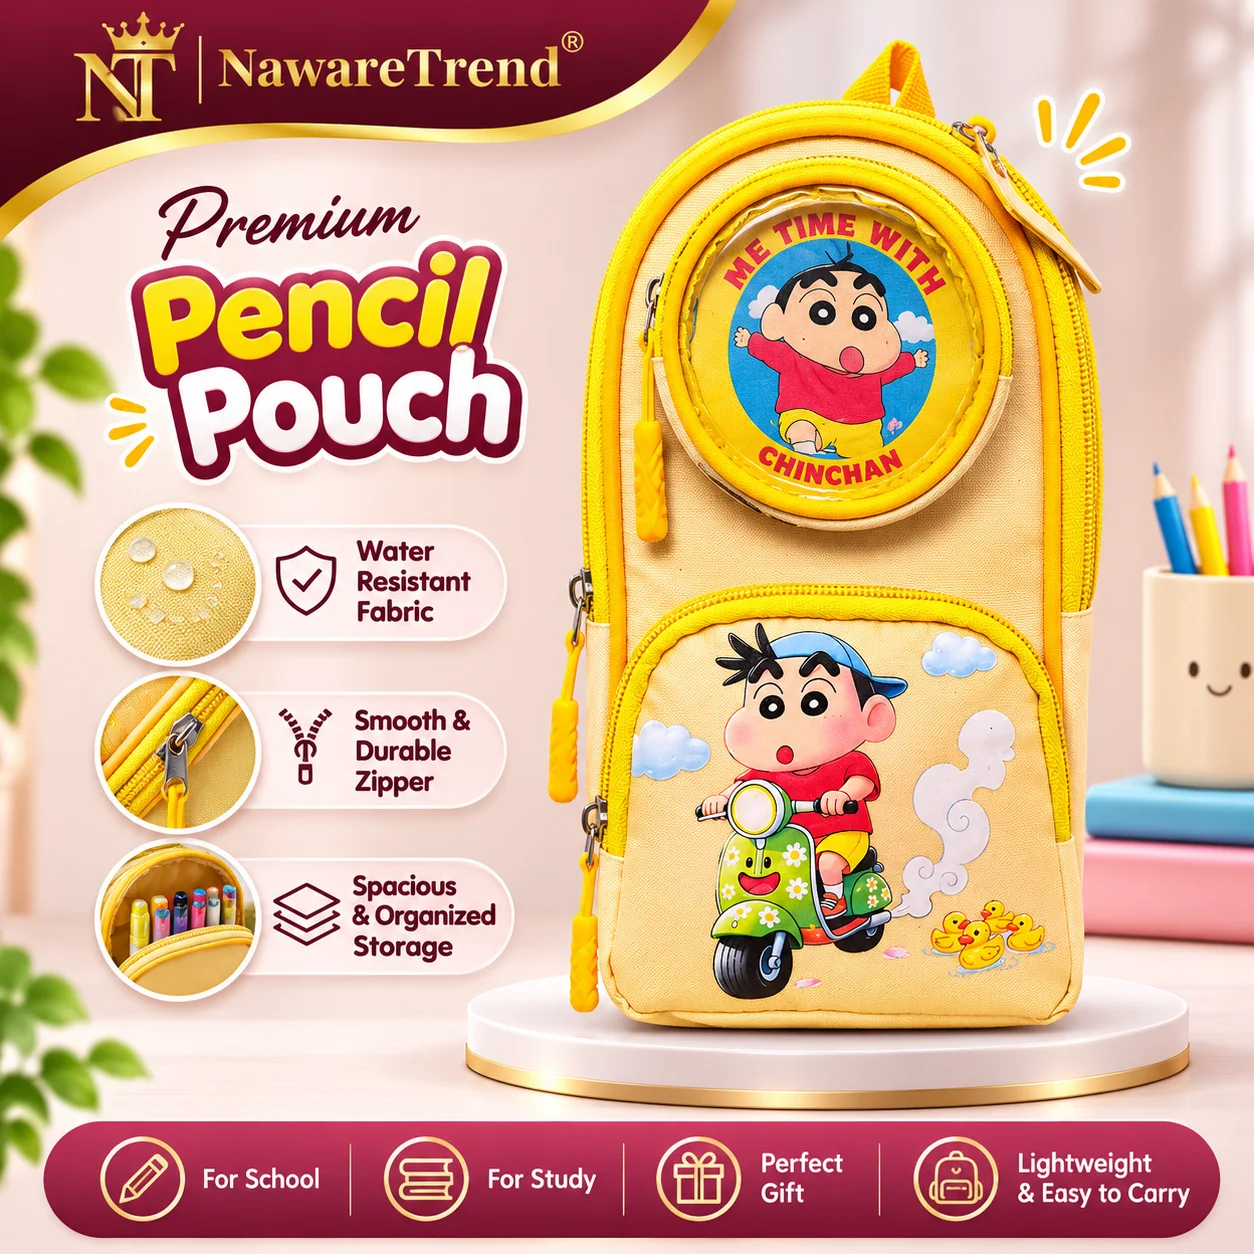 NT | NawareTrend®
Premium
Pencil
Pouch
ME TIME WITH
CHINCHAN
Water
Resistant
Fabric
Smooth &
Durable
Zipper
Spacious
& Organized
Storage
For School
For Study
Perfect
Gift
Lightweight
& Easy to Carry